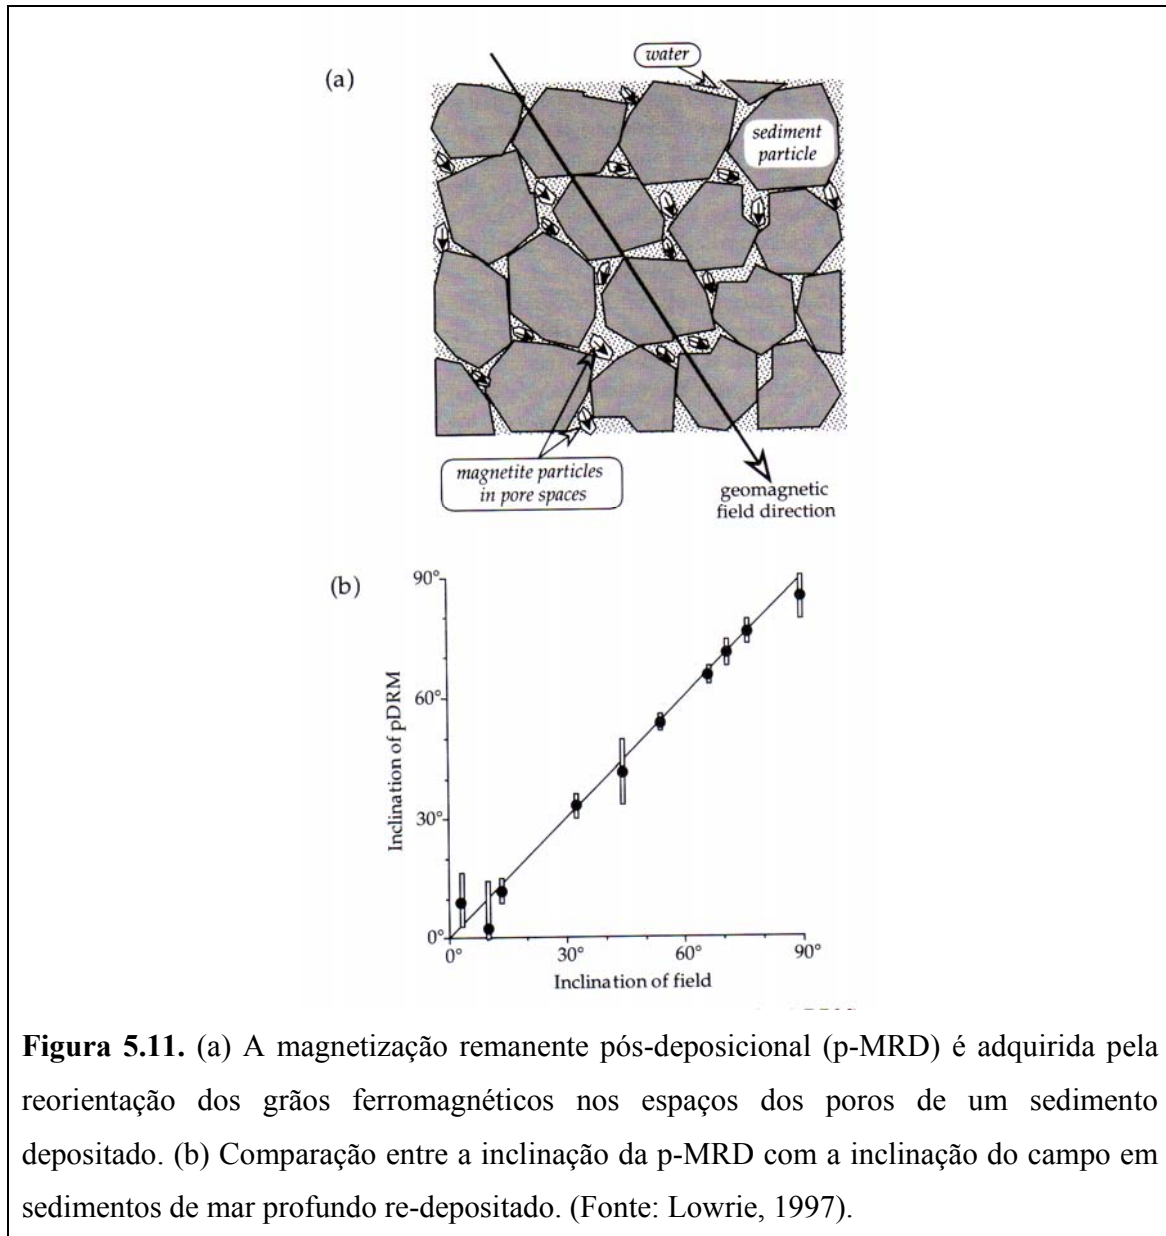 (a)
water
sediment
particle
magnetite particles
in pore spaces
geomagnetic
field direction
(b)
90°
60°
30°
0°
Inclination of pDRM
0°
30°
60°
90°
Inclination of field
Figura 5.11. (a) A magnetização remanente pós-deposicional (p-MRD) é adquirida pela
reorientação dos grãos ferromagnéticos nos espaços dos poros de um sedimento
depositado. (b) Comparação entre a inclinação da p-MRD com a inclinação do campo em
sedimentos de mar profundo re-depositado. (Fonte: Lowrie, 1997).